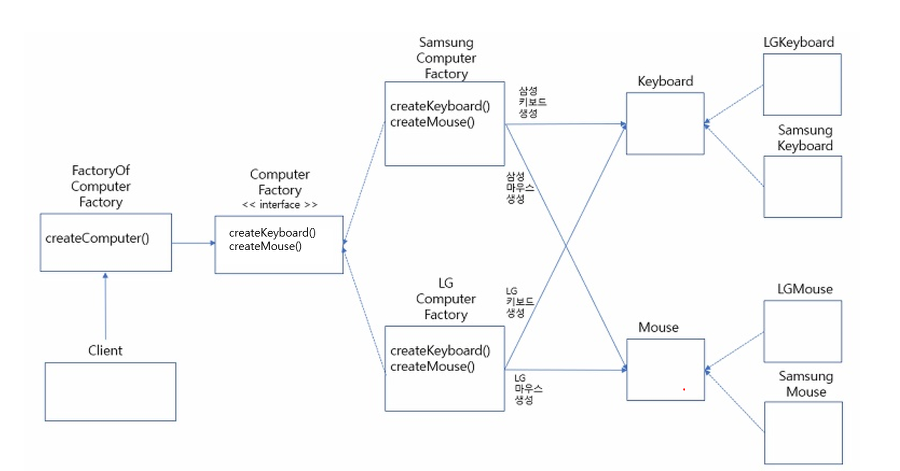 FactoryOf
Computer
Factory
createComputer()
Client
Computer
Factory
<< interface >>
createKeyboard()
createMouse()
Samsung
Computer
Factory
createKeyboard()
createMouse()
삼성
키보드
생성
삼성
마우스
생성
LG
Computer
Factory
createKeyboard()
createMouse()
LG
키보드
생성
LG
마우스
생성
Keyboard
Mouse
LGKeyboard
Samsung
Keyboard
LGMouse
Samsung
Mouse